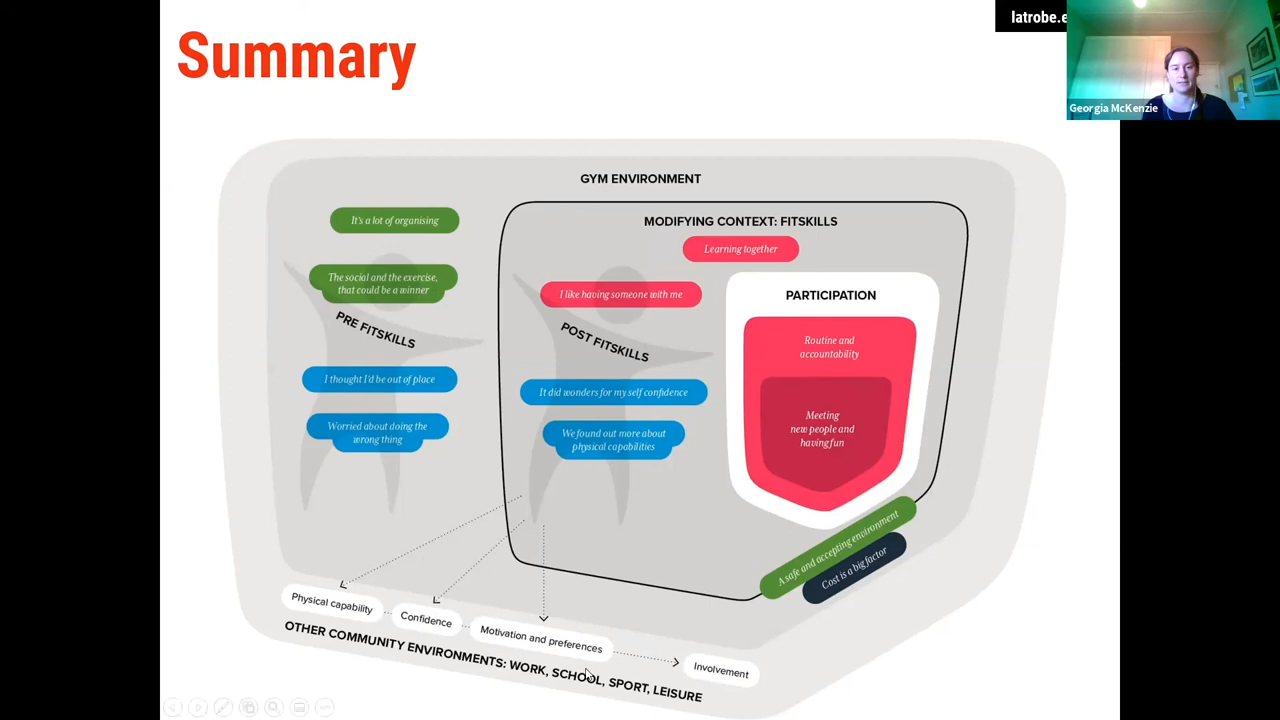 Summary
latrobe.e
Georgia McKenzie
GYM ENVIRONMENT
It's a lot of organising
The social and the exercise,
that could be a winner
PRE FITSKILLS
I thought I'd be out of place
Worried about doing the
wrong thing
MODIFYING CONTEXT: FITSKILLS
Learning together
I like having someone with me
POST FITSKILLS
It did wonders for my self confidence
We found out more about
physical capabilities
PARTICIPATION
Routine and
accountability
Meeting
new people and
having fun
A safe and accepting environment
Cost is a big factor
Physical capability
Confidence
Motivation and preferences
Involvement
OTHER COMMUNITY ENVIRONMENTS: WORK, SCHOOL, SPORT, LEISURE